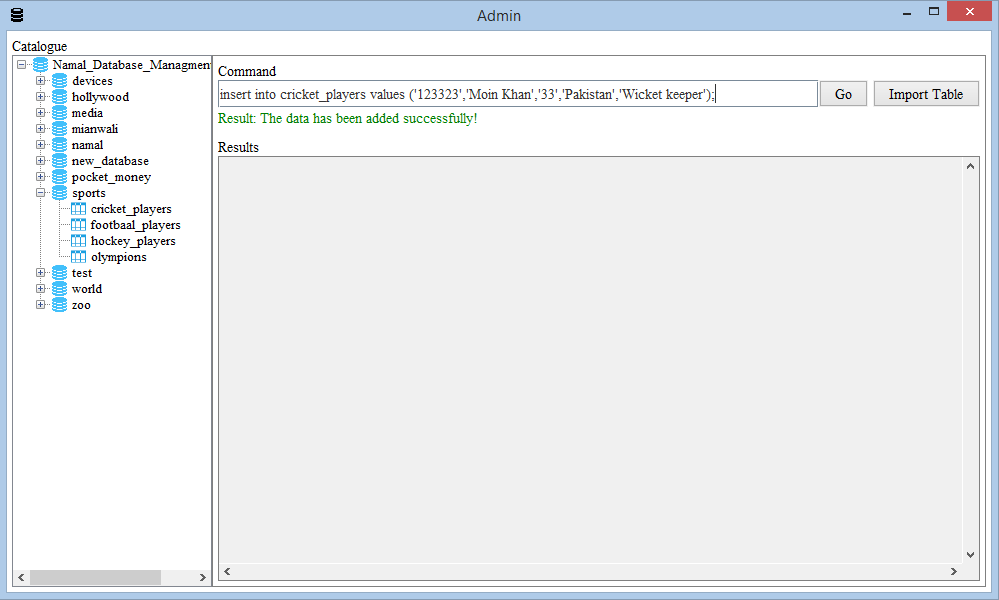 Admin
Catalogue
Namal_Database_Managmen
devices
hollywood
media
mianwali
namal
new_database
pocket_money
sports
cricket_players
footbaal_players
hockey_players
olympions
test
world
zoo
Command
insert into cricket_players values ('123323','Moin Khan','33','Pakistan','Wicket keeper');
Go
Import Table
Result: The data has been added successfully!
Results